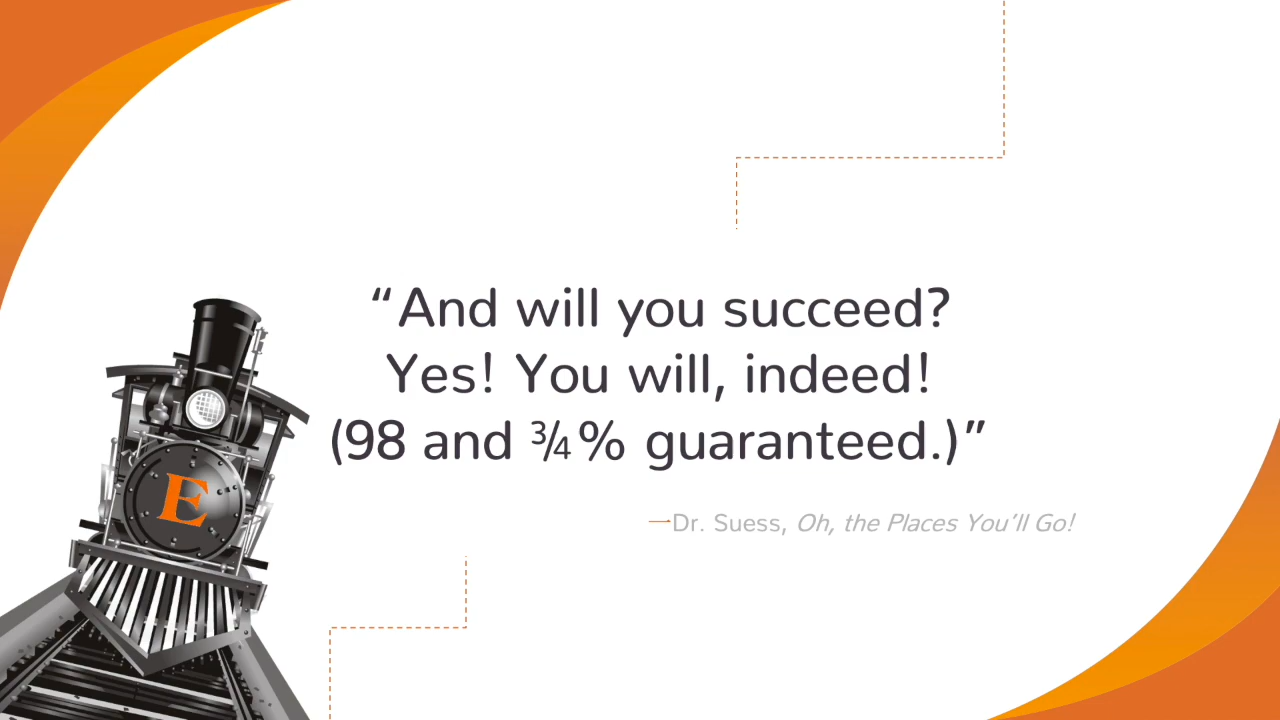 “And will you succeed?
Yes! You will, indeed!
(98 and ¾% guaranteed.)”
—Dr. Suess, Oh, the Places You’ll Go!
E